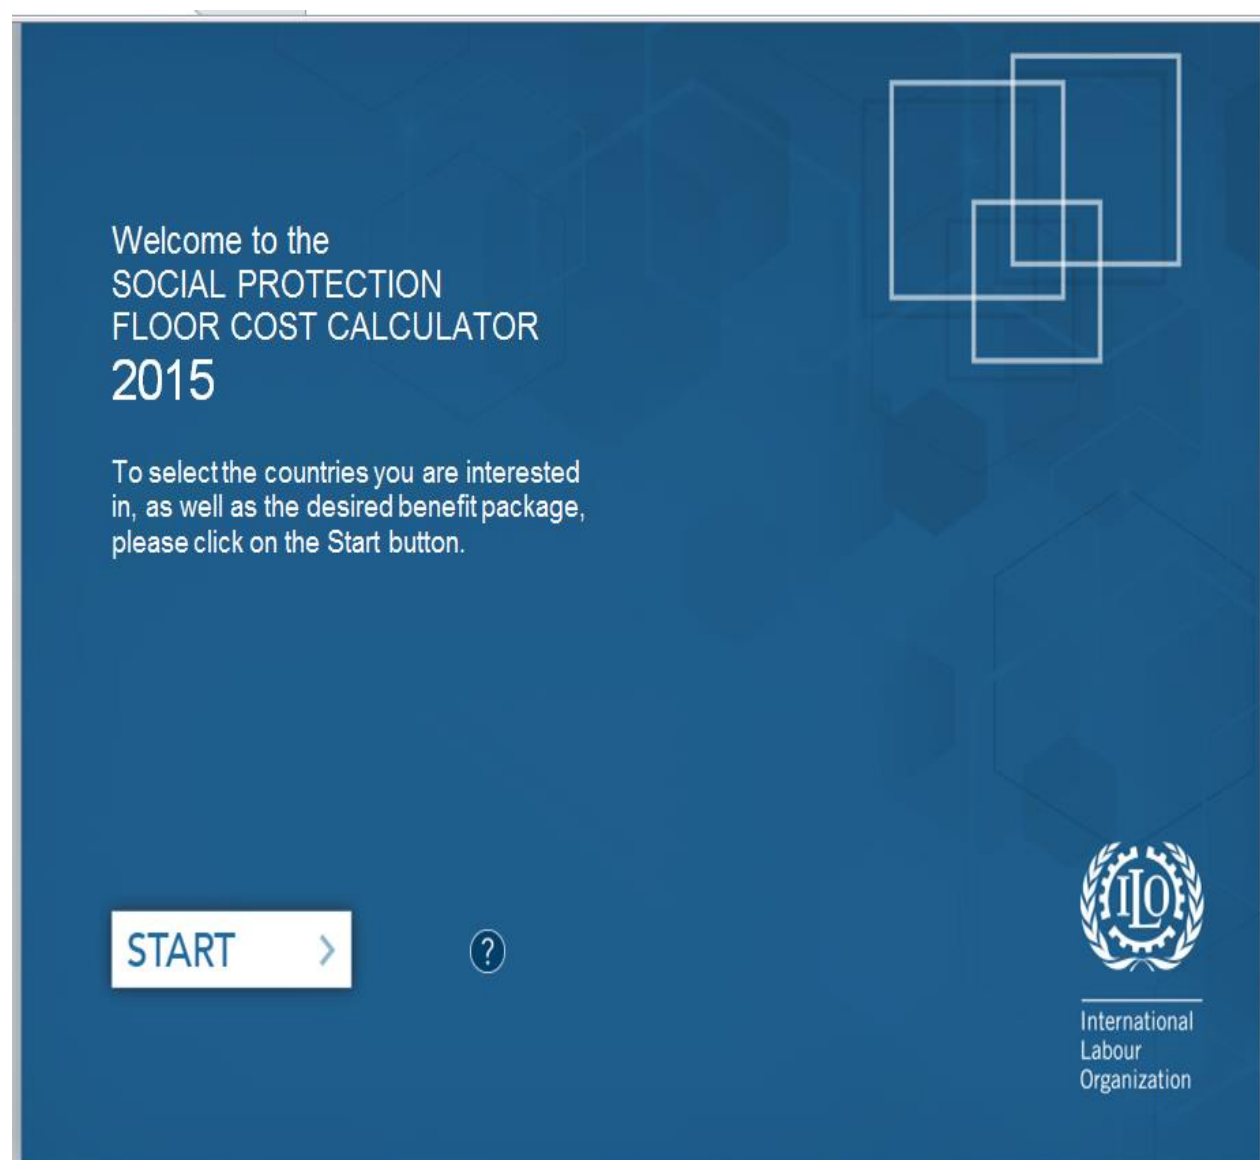 Welcome to the
SOCIAL PROTECTION
FLOOR COST CALCULATOR
2015
To select the countries you are interested
in, as well as the desired benefit package,
please click on the Start button.
START >
?
ILO
International
Labour
Organization